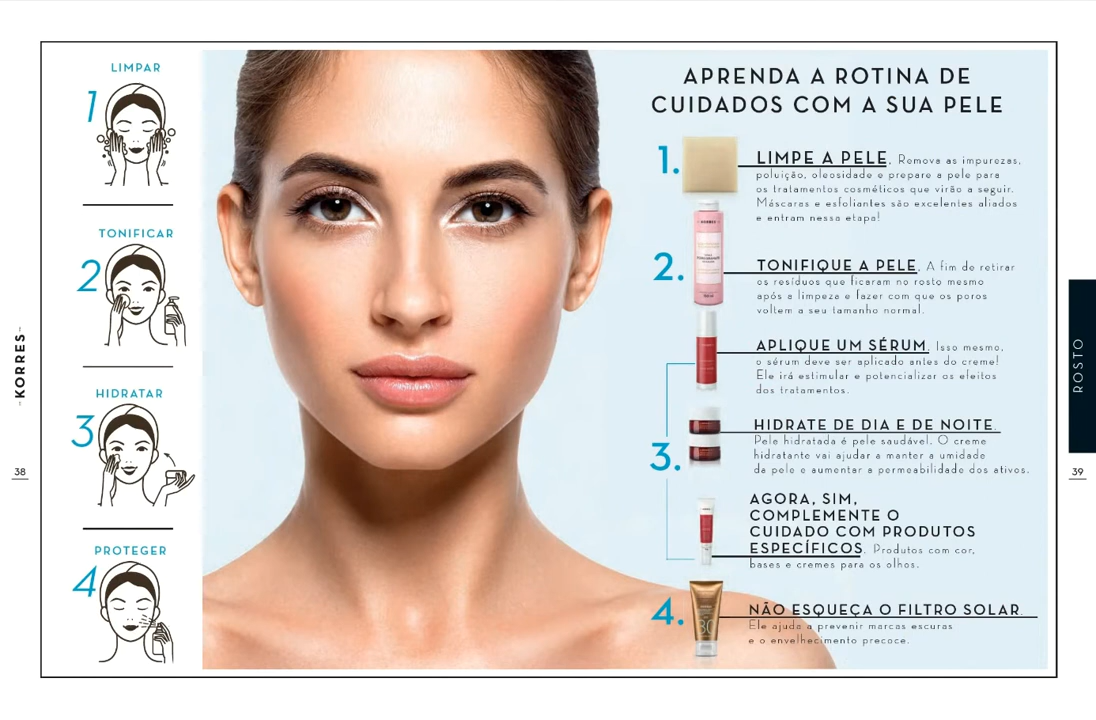 LIMPAR
1
TONIFICAR
2
HIDRATAR
3
PROTEGER
4
- KORRES -
38
APRENDA A ROTINA DE
CUIDADOS COM A SUA PELE
1.
LIMPE A PELE. Remova as impurezas,
poluição, oleosidade e prepare a pele para
os tratamentos cosméticos que virão a seguir.
Máscaras e esfoliantes são excelentes aliados
e entram nessa etapa!
KORRES
2.
TONIFIQUE A PELE. A fim de retirar
os resíduos que ficaram no rosto mesmo
após a limpeza e fazer com que os poros
voltem a seu tamanho normal.
APLIQUE UM SÉRUM. Isso mesmo,
o sérum deve ser aplicado antes do creme!
Ele irá estimular e potencializar os efeitos
dos tratamentos.
3.
HIDRATE DE DIA E DE NOITE.
Pele hidratada é pele saudável. O creme
hidratante vai ajudar a manter a umidade
da pele e aumentar a permeabilidade dos ativos.
AGORA, SIM,
COMPLEMENTE O
CUIDADO COM PRODUTOS
ESPECÍFICOS. Produtos com cor,
bases e cremes para os olhos.
4.
30
NÃO ESQUEÇA O FILTRO SOLAR.
Ele ajuda a prevenir marcas escuras
e o envelhecimento precoce.
ROSTO
39